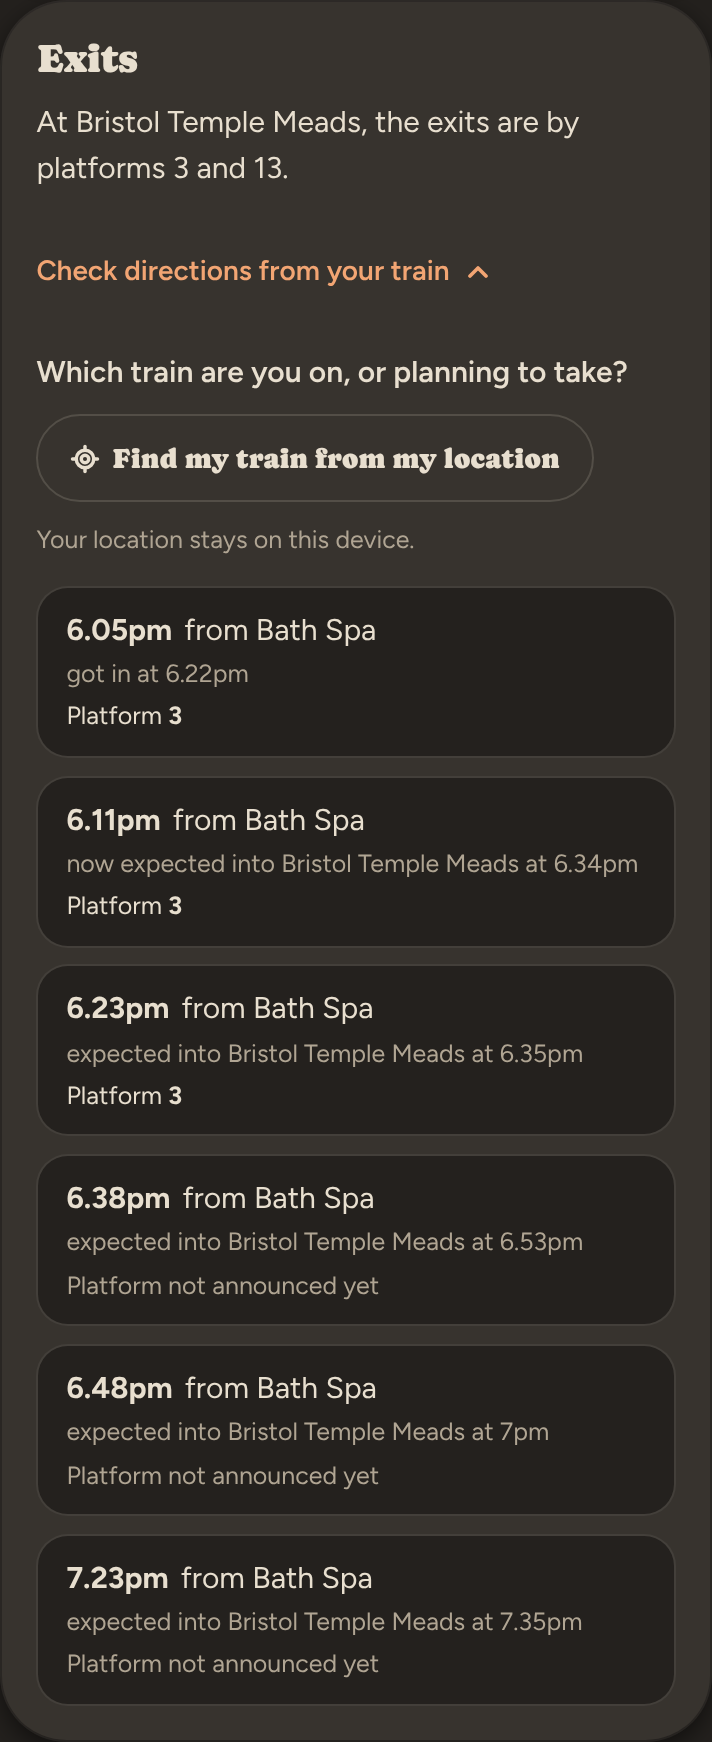 Exits
At Bristol Temple Meads, the exits are by
platforms 3 and 13.
Check directions from your train
Which train are you on, or planning to take?
Find my train from my location
Your location stays on this device.
6.05pm from Bath Spa
got in at 6.22pm
Platform 3
6.11pm from Bath Spa
now expected into Bristol Temple Meads at 6.34pm
Platform 3
6.23pm from Bath Spa
expected into Bristol Temple Meads at 6.35pm
Platform 3
6.38pm from Bath Spa
expected into Bristol Temple Meads at 6.53pm
Platform not announced yet
6.48pm from Bath Spa
expected into Bristol Temple Meads at 7pm
Platform not announced yet
7.23pm from Bath Spa
expected into Bristol Temple Meads at 7.35pm
Platform not announced yet